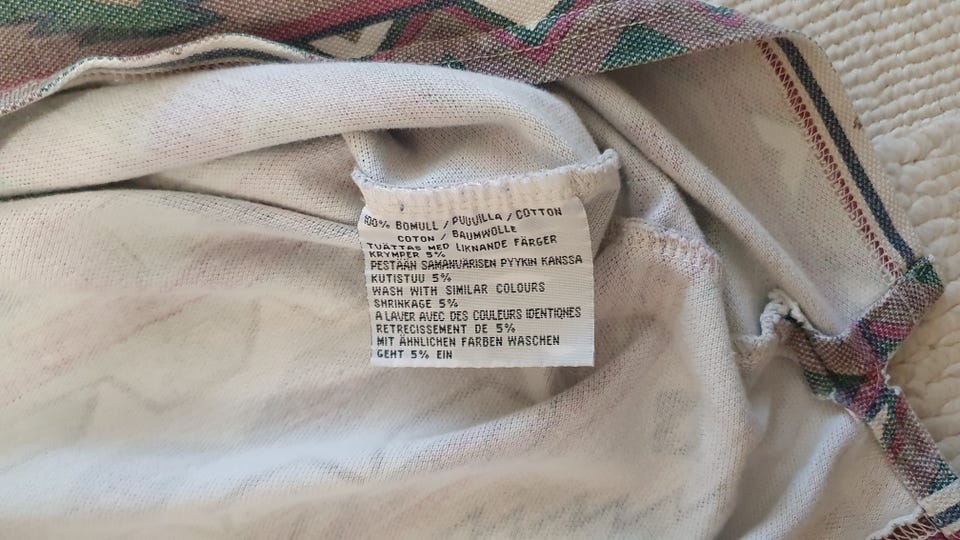 100% BOMULL / PUUVILLA / COTTON
COTON / BAUMWOLLE
TVÄTTAS MED LIKNANDE FÄRGER
KRYMPER 5%
PESTÄÄN SAMANVÄRISEN PYYKIN KANSSA
KUTISTUU 5%
WASH WITH SIMILAR COLOURS
SHRINKAGE 5%
A LAVER AVEC DES COULEURS IDENTIQNES
RETRECISSEMENT DE 5%
MIT ÄHNLICHEN FARBEN WASCHEN
GEHT 5% EIN